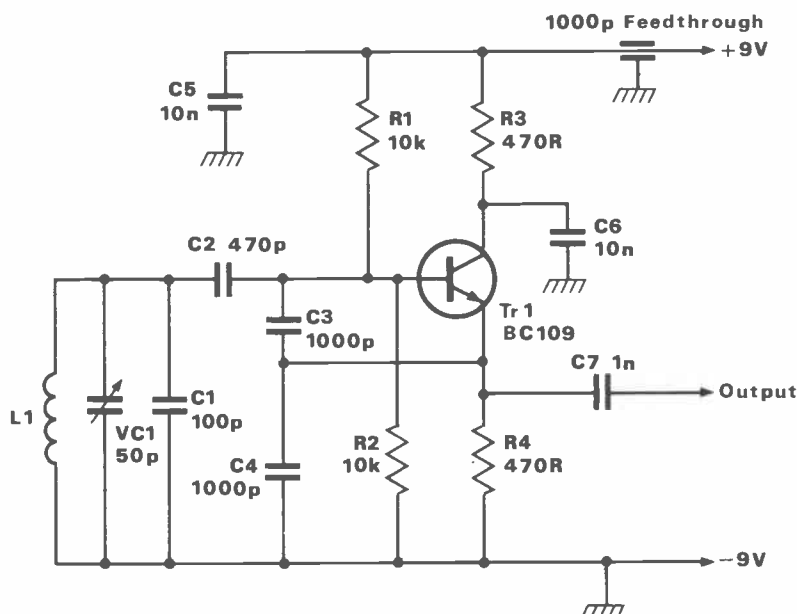 1000p Feedthrough
+9V
C5
10n
R1
10k
R3
470R
C2 470p
C6
10n
Tr1
BC109
C3
1000p
C7 1n
Output
L1
VC1
50p
C1
100p
C4
1000p
R2
10k
R4
470R
-9V